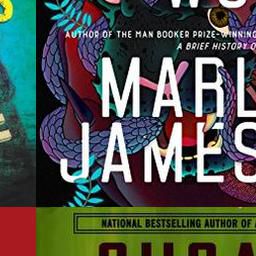 AUTHOR OF THE MAN BOOKER PRIZE-WINNING
A BRIEF HISTORY O
MARL
JAMES
NATIONAL BESTSELLING AUTHOR OF A